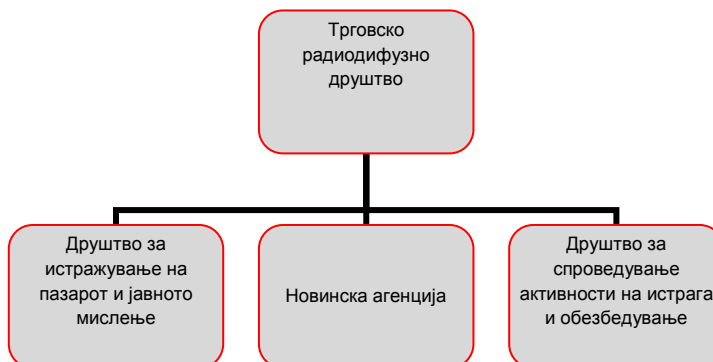 Трговско
радиодифузно
друштво
Друштво за
истражување на
пазарот и јавното
мислење
Новинска агенција
Друштво за
спроведување
активности на истрага
и обезбедување